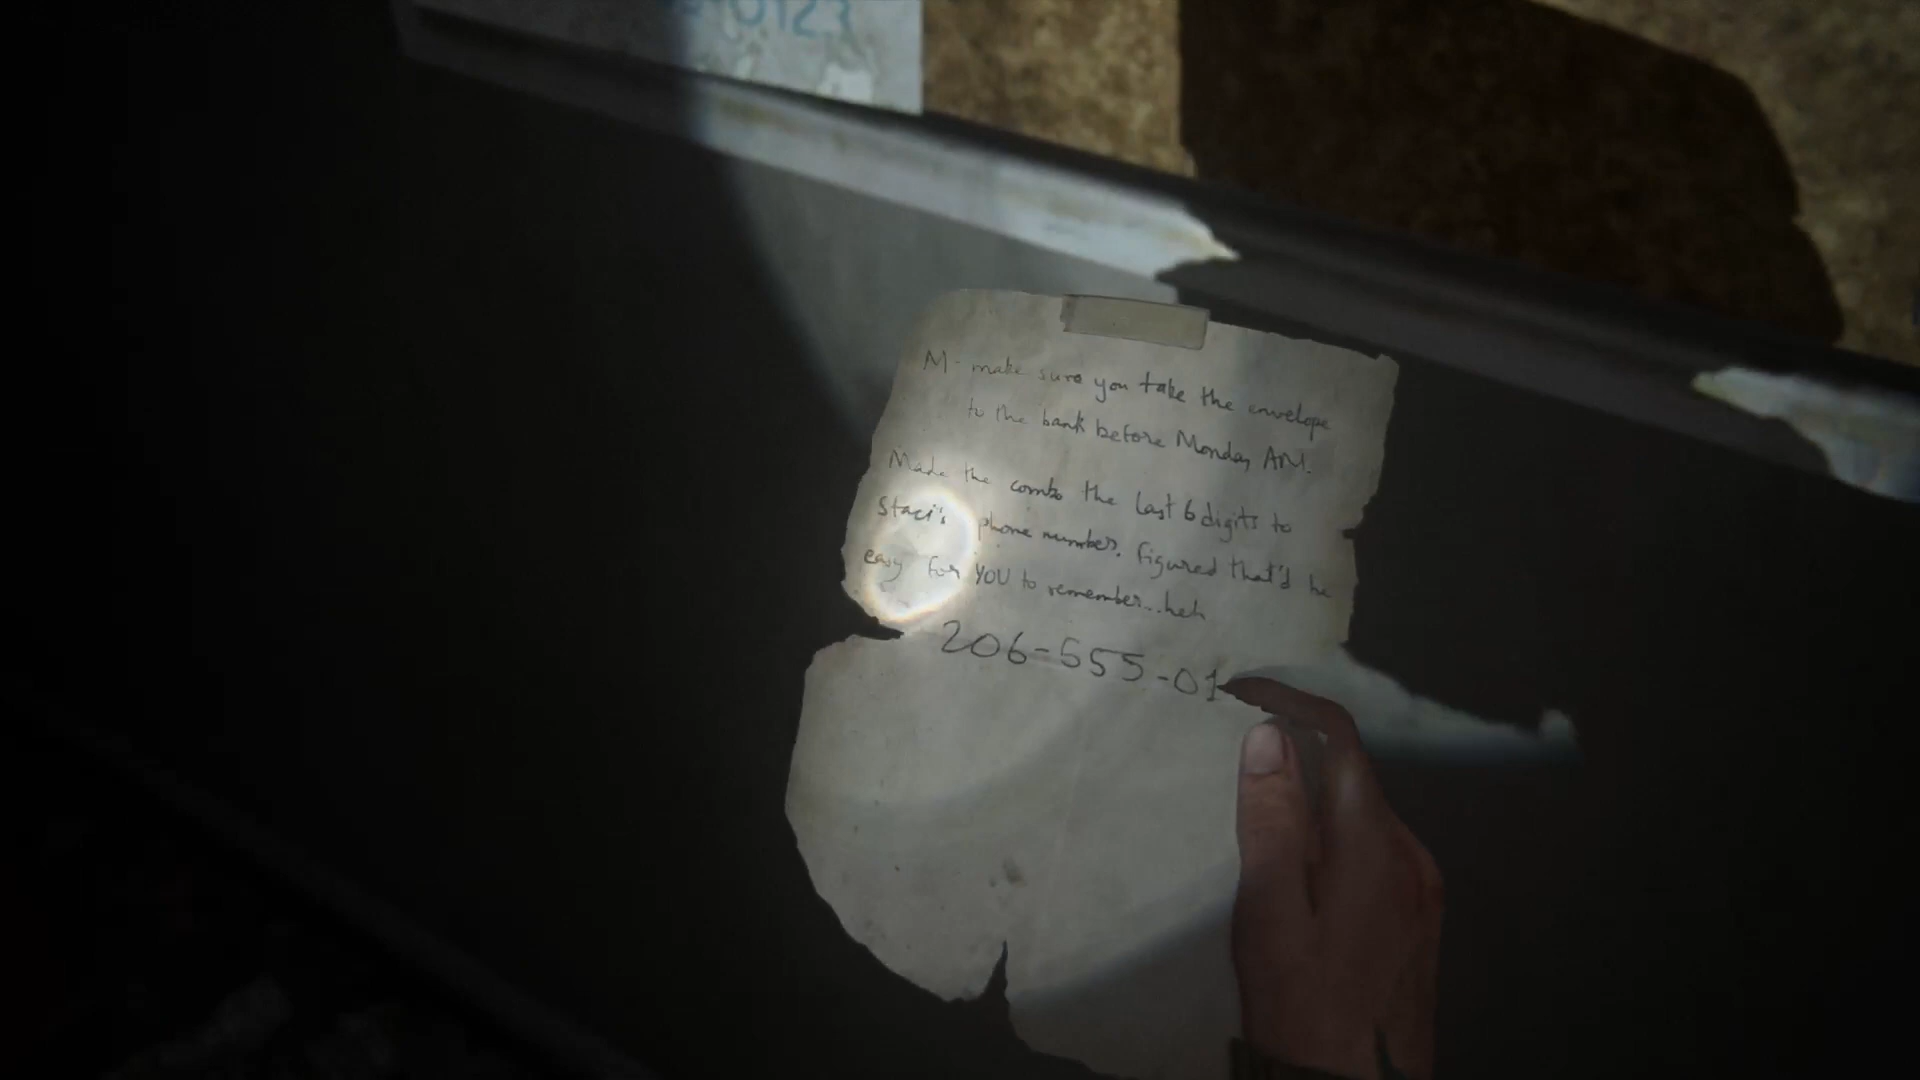 0123
M- make sure you take the envelope
to the bank before Monday AM.
Made the combo the last 6 digits to
Staci's phone number, figured that'd be
easy for YOU to remember...heh
206-555-01